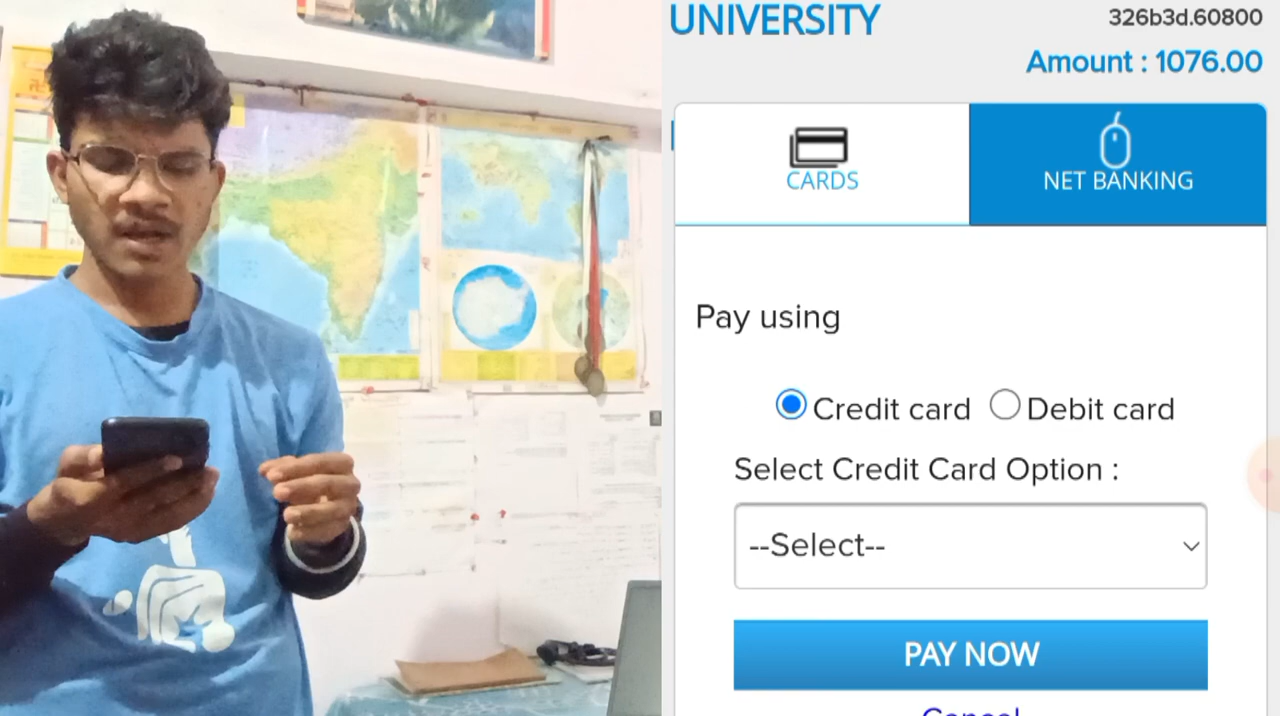 UNIVERSITY
326b3d.60800
Amount : 1076.00
CARDS
NET BANKING
Pay using
Credit card
Debit card
Select Credit Card Option :
--Select--
PAY NOW
Cancel